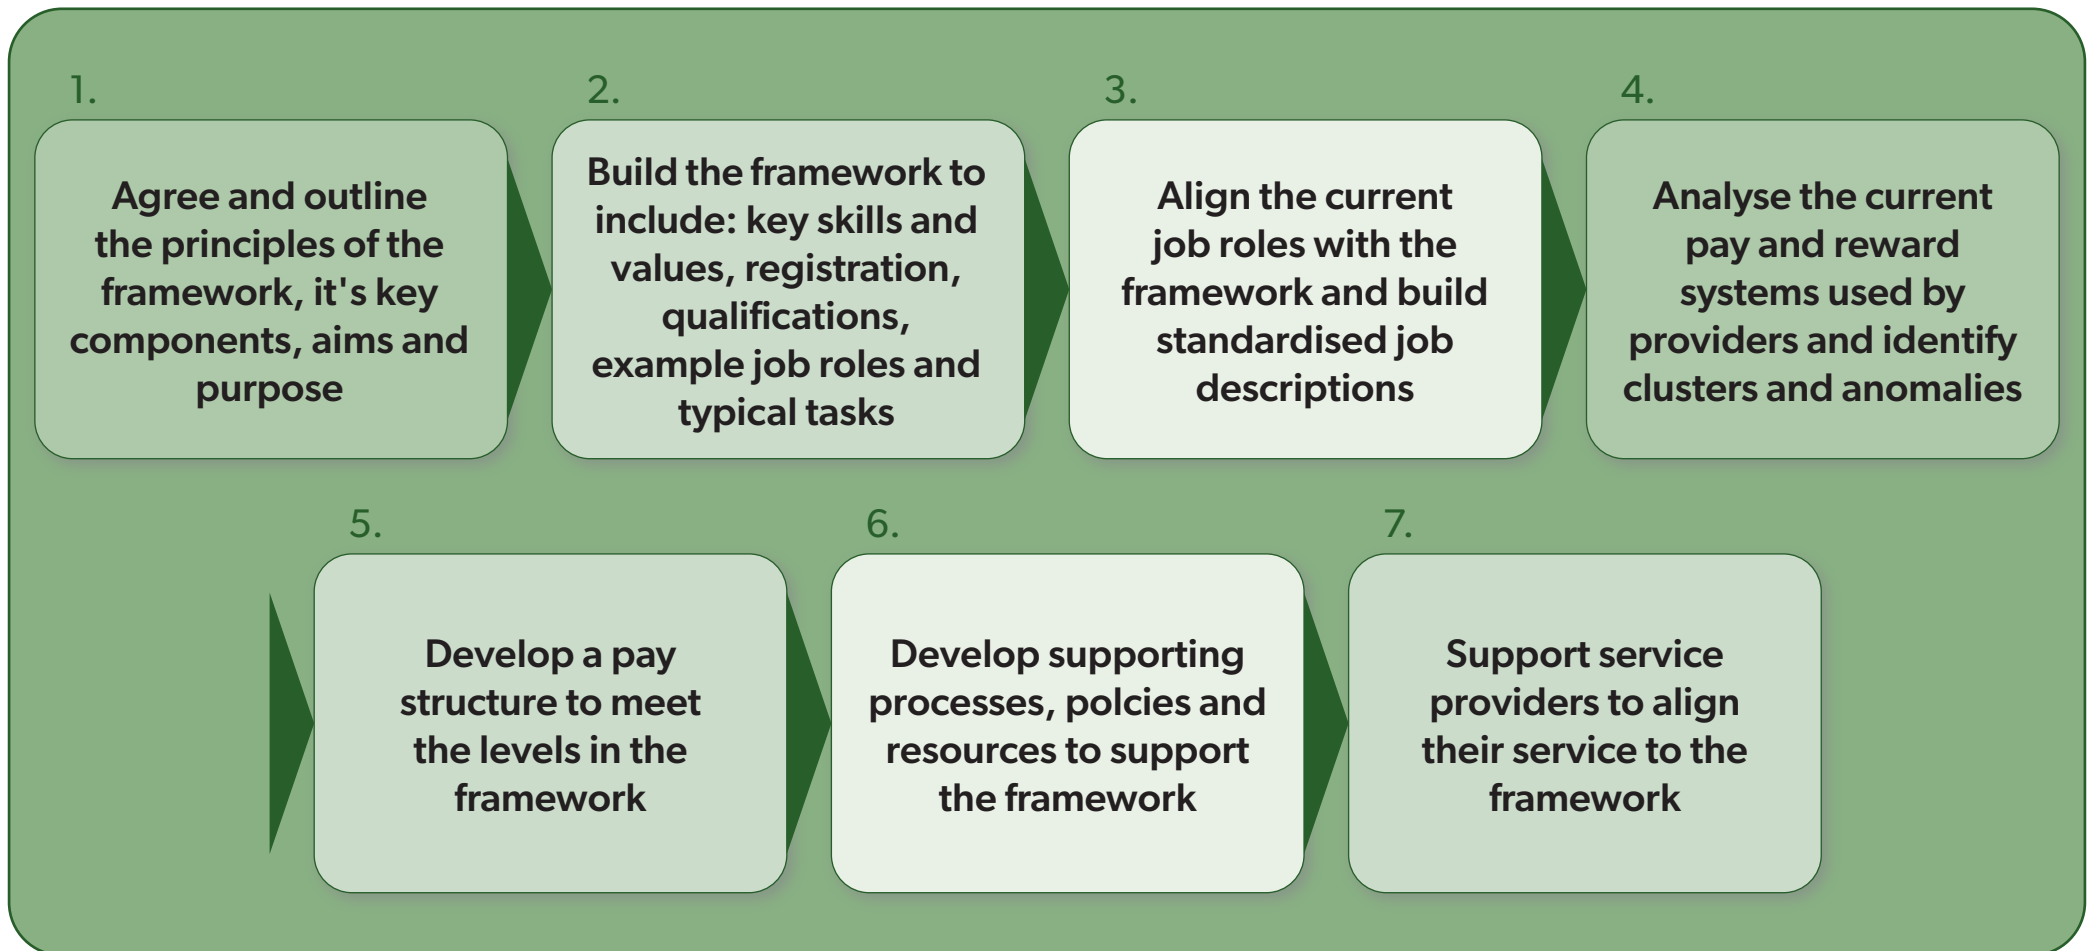 1.
Agree and outline
the principles of the
framework, it's key
components, aims and
purpose
2.
Build the framework to
include: key skills and
values, registration,
qualifications,
example job roles and
typical tasks
3.
Align the current
job roles with the
framework and build
standardised job
descriptions
4.
Analyse the current
pay and reward
systems used by
providers and identify
clusters and anomalies
5.
Develop a pay
structure to meet
the levels in the
framework
6.
Develop supporting
processes, polcies and
resources to support
the framework
7.
Support service
providers to align
their service to the
framework